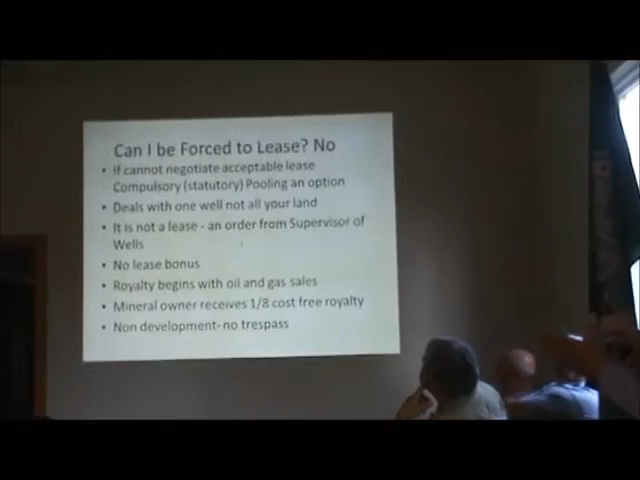 Can I be Forced to Lease? No
• If cannot negotiate acceptable lease
Compulsory (statutory) Pooling an option
• Deals with one well not all your land
• It is not a lease - an order from Supervisor of
Wells
• No lease bonus
• Royalty begins with oil and gas sales
• Mineral owner receives 1/8 cost free royalty
• Non development- no trespass